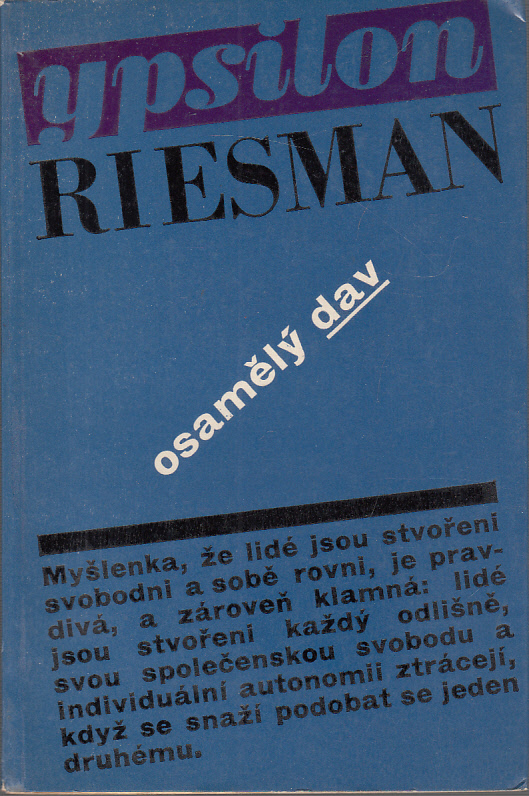 ypsilon
RIESMAN
osamělý dav
Myšlenka, že lidé jsou stvořeni
svobodni a sobě rovni, je prav-
divá, a zároveň klamná: lidé
jsou stvořeni každý odlišně,
svou společenskou svobodu a
individuální autonomii ztrácejí,
když se snaží podobat se jeden
druhému.